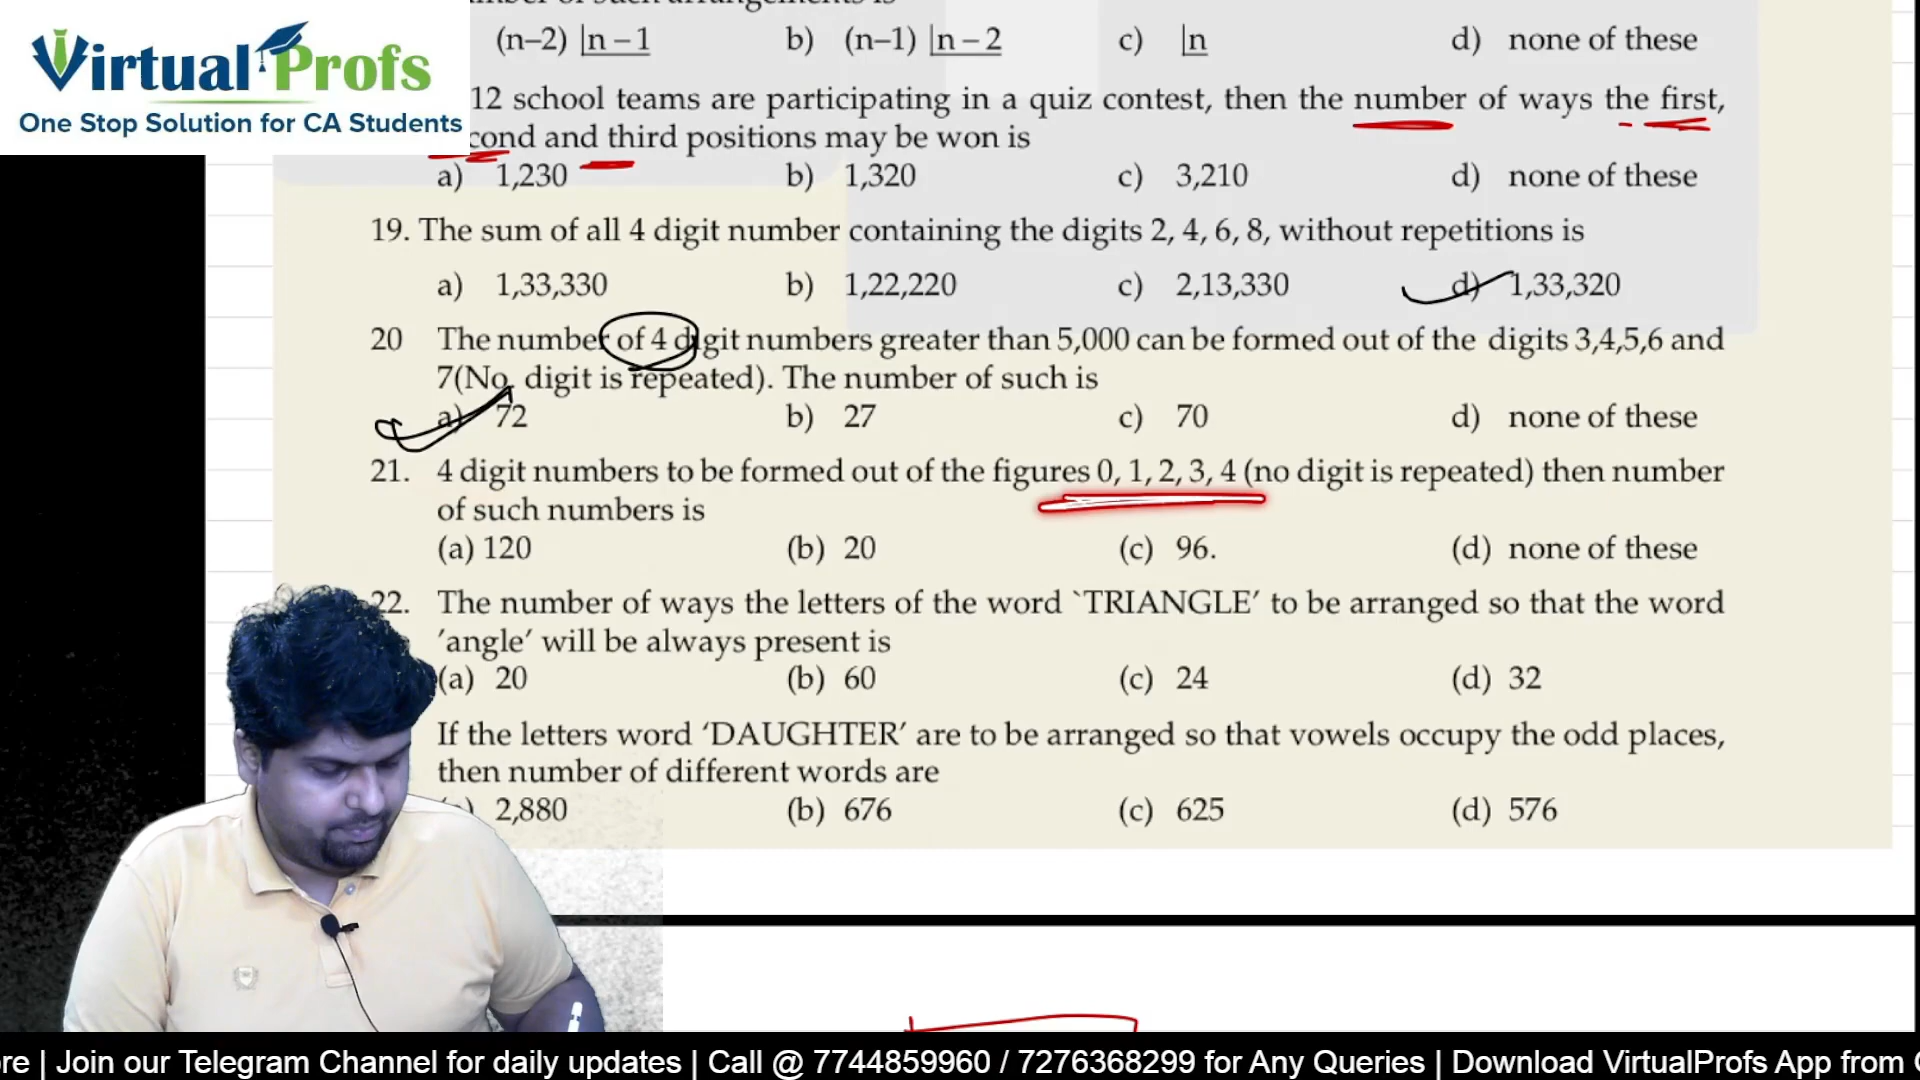 (n–2) |n – 1 b) (n–1) |n – 2 c) |n d) none of these
Virtual Profs
One Stop Solution for CA Students
12 school teams are participating in a quiz contest, then the number of ways the first,
cond and third positions may be won is
a) 1,230 b) 1,320 c) 3,210 d) none of these
19. The sum of all 4 digit number containing the digits 2, 4, 6, 8, without repetitions is
a) 1,33,330 b) 1,22,220 c) 2,13,330 d) 1,33,320
20 The number of 4 digit numbers greater than 5,000 can be formed out of the digits 3,4,5,6 and
7(No. digit is repeated). The number of such is
a) 72 b) 27 c) 70 d) none of these
21. 4 digit numbers to be formed out of the figures 0, 1, 2, 3, 4 (no digit is repeated) then number
of such numbers is
(a) 120 (b) 20 (c) 96. (d) none of these
22. The number of ways the letters of the word `TRIANGLE' to be arranged so that the word
'angle' will be always present is
(a) 20 (b) 60 (c) 24 (d) 32
If the letters word 'DAUGHTER' are to be arranged so that vowels occupy the odd places,
then number of different words are
2,880 (b) 676 (c) 625 (d) 576
re | Join our Telegram Channel for daily updates | Call @ 7744859960 / 7276368299 for Any Queries | Download VirtualProfs App from